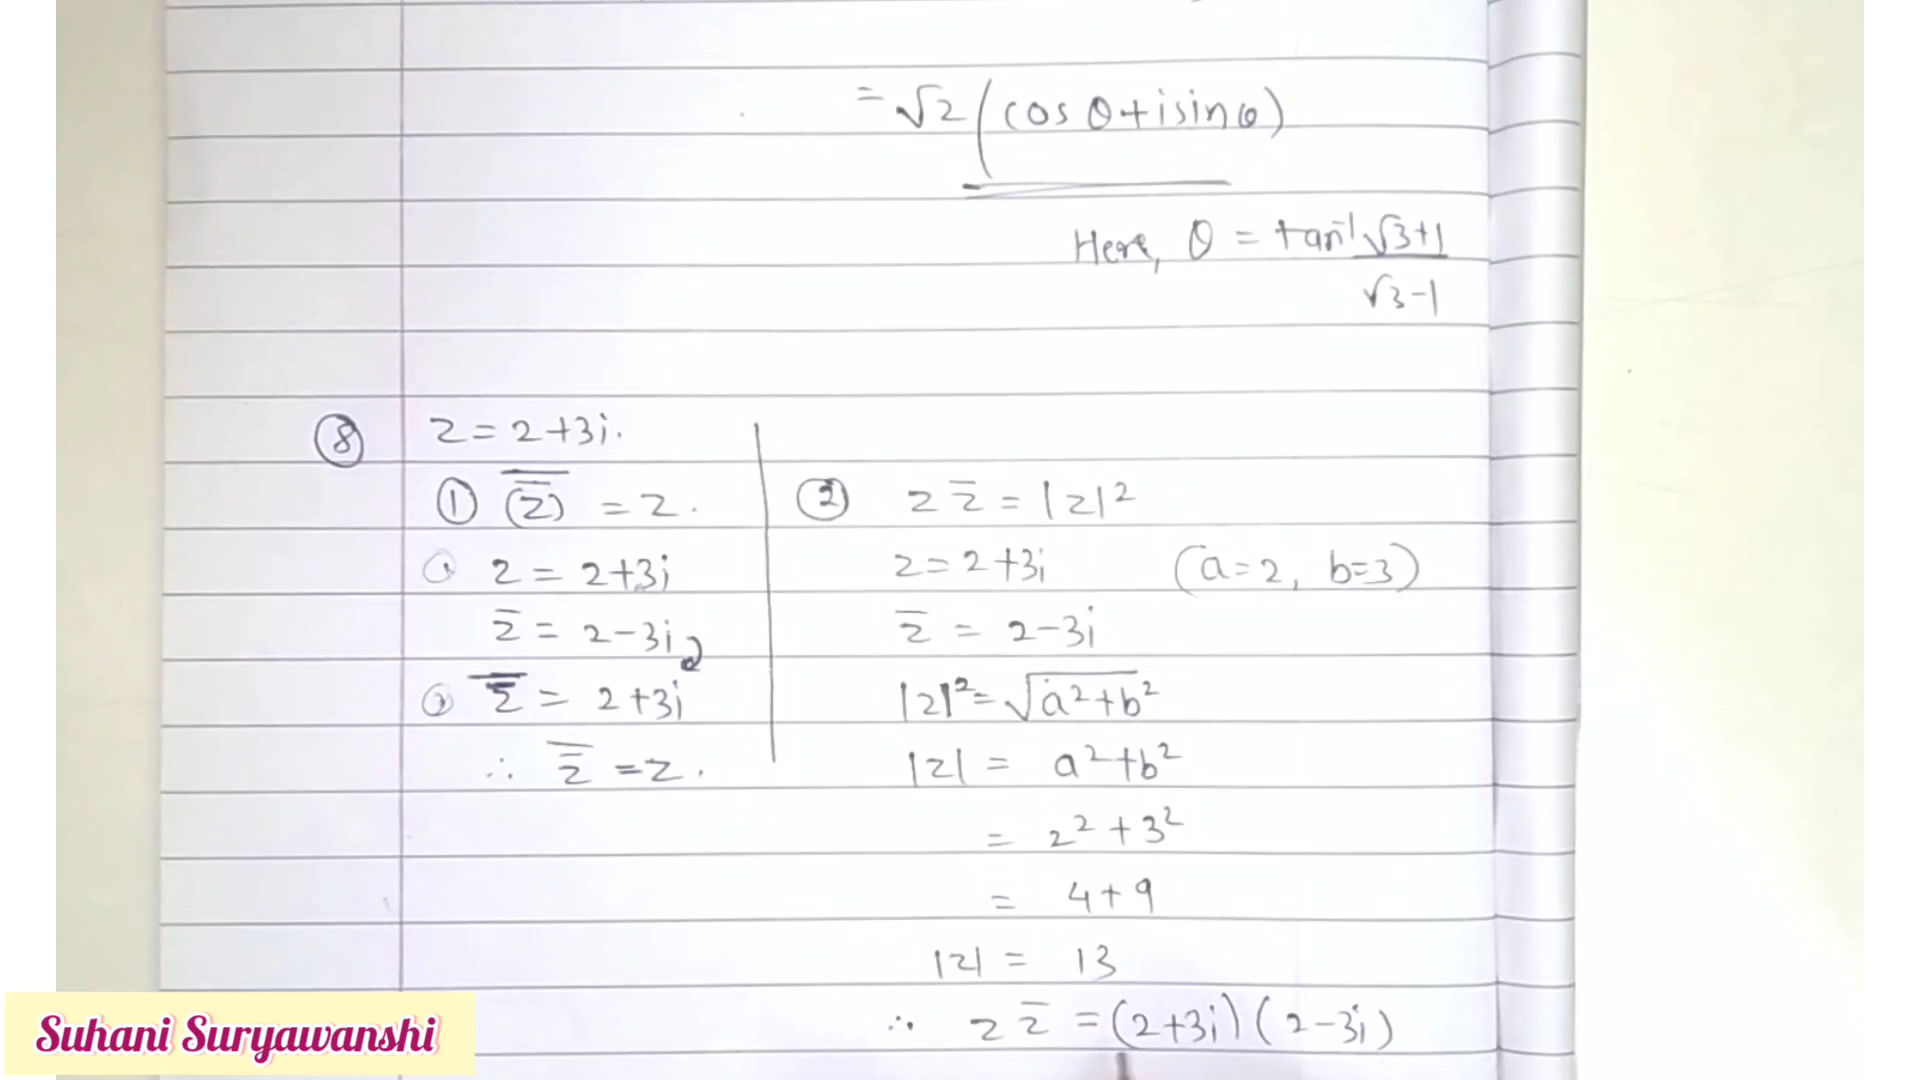 = √2 (cos θ + i sin θ)
Here, θ = tan⁻¹ √3+1
√3-1
⑧ z = 2+3i.
① (z̅)̅ = z.
① z = 2+3i
z̅ = 2-3i
② z̅̅ = 2+3i
∴ z̅̅ = z.
② z z̅ = |z|²
z = 2+3i (a=2, b=3)
z̅ = 2-3i
|z|² = √a²+b²
|z| = a²+b²
= 2²+3²
= 4+9
|z| = 13
∴ z z̅ = (2+3i)(2-3i)
Suhani Suryawanshi